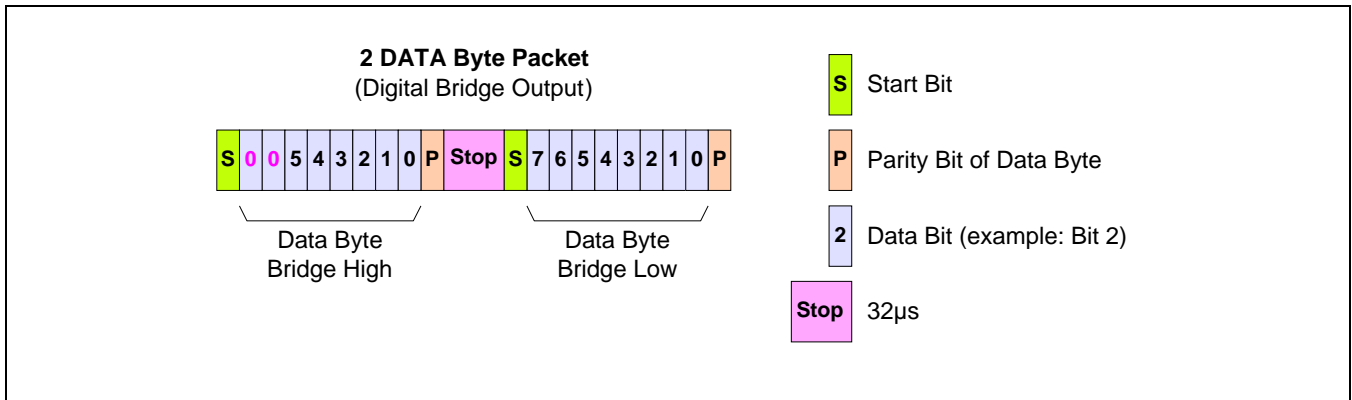 2 DATA Byte Packet
(Digital Bridge Output)
S 0 0 5 4 3 2 1 0 P Stop S 7 6 5 4 3 2 1 0 P
Data Byte
Bridge High
Data Byte
Bridge Low
S Start Bit
P Parity Bit of Data Byte
2 Data Bit (example: Bit 2)
Stop 32µs